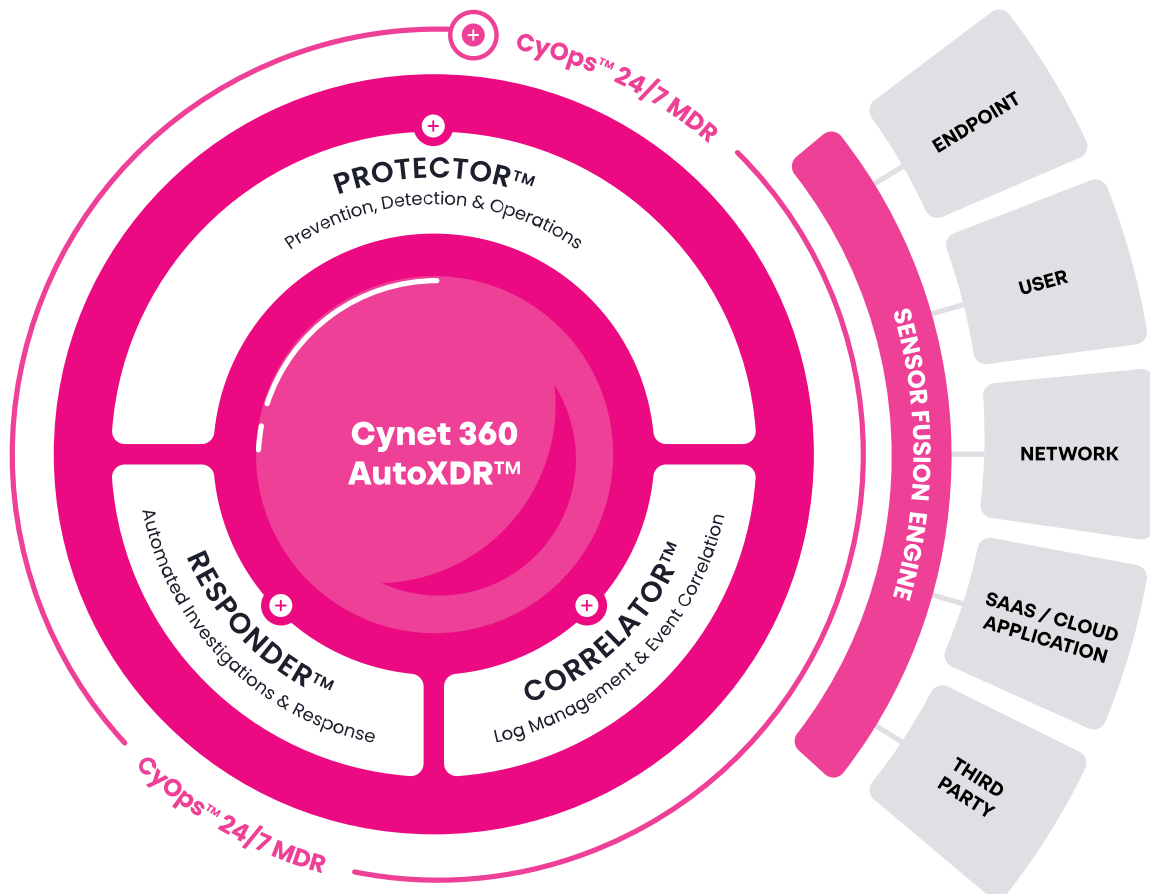 CyOps™ 24/7 MDR
PROTECTOR™
Prevention, Detection & Operations
Cynet 360
AutoXDR™
RESPONDER™
Automated Investigations & Response
CORRELATOR™
Log Management & Event Correlation
CyOps™ 24/7 MDR
SENSOR FUSION ENGINE
ENDPOINT
USER
NETWORK
SAAS / CLOUD
APPLICATION
THIRD
PARTY